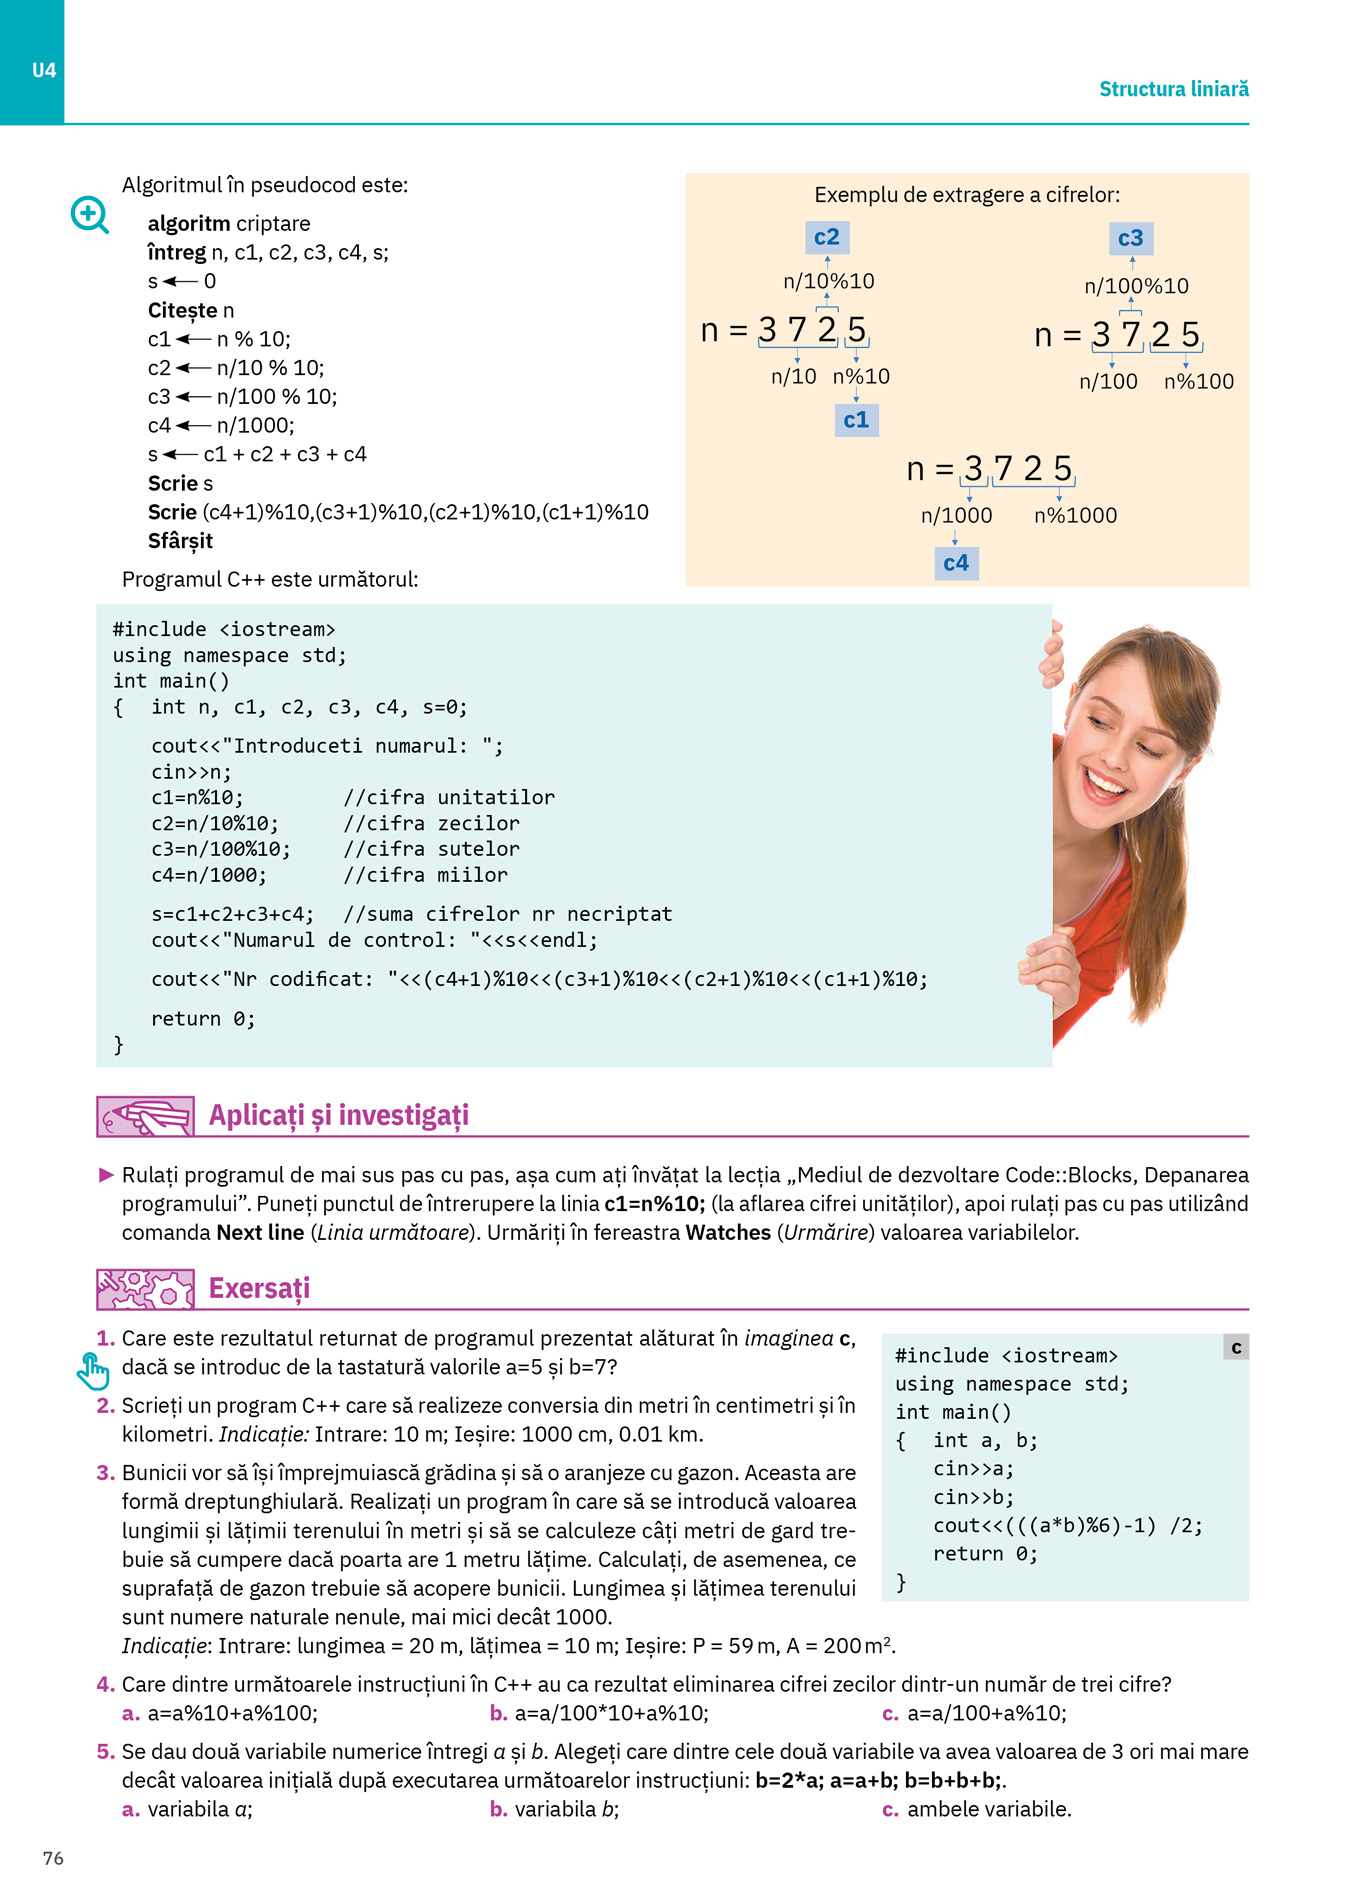 U4
Structura liniară
Algoritmul în pseudocod este:
algoritm criptare
întreg n, c1, c2, c3, c4, s;
s ⟵ 0
Citește n
c1 ⟵ n % 10;
c2 ⟵ n/10 % 10;
c3 ⟵ n/100 % 10;
c4 ⟵ n/1000;
s ⟵ c1 + c2 + c3 + c4
Scrie s
Scrie (c4+1)%10,(c3+1)%10,(c2+1)%10,(c1+1)%10
Sfârșit
Programul C++ este următorul:
Exemplu de extragere a cifrelor:
c2
n/10%10
n = 3 7 2 5
n/10 n%10
c1
c3
n/100%10
n = 3 7 2 5
n/100 n%100
n = 3 7 2 5
n/1000 n%1000
c4
#include <iostream>
using namespace std;
int main()
{ int n, c1, c2, c3, c4, s=0;
cout<<"Introduceti numarul: ";
cin>>n;
c1=n%10; //cifra unitatilor
c2=n/10%10; //cifra zecilor
c3=n/100%10; //cifra sutelor
c4=n/1000; //cifra miilor
s=c1+c2+c3+c4; //suma cifrelor nr necriptat
cout<<"Numarul de control: "<<s<<endl;
cout<<"Nr codificat: "<<(c4+1)%10<<(c3+1)%10<<(c2+1)%10<<(c1+1)%10;
return 0;
}
Aplicați și investigați
► Rulați programul de mai sus pas cu pas, așa cum ați învățat la lecția „Mediul de dezvoltare Code::Blocks, Depanarea
programului”. Puneți punctul de întrerupere la linia c1=n%10; (la aflarea cifrei unităților), apoi rulați pas cu pas utilizând
comanda Next line (Linia următoare). Urmăriți în fereastra Watches (Urmărire) valoarea variabilelor.
Exersați
1. Care este rezultatul returnat de programul prezentat alăturat în imaginea c,
dacă se introduc de la tastatură valorile a=5 și b=7?
2. Scrieți un program C++ care să realizeze conversia din metri în centimetri și în
kilometri. Indicație: Intrare: 10 m; Ieșire: 1000 cm, 0.01 km.
3. Bunicii vor să își împrejmuiască grădina și să o aranjeze cu gazon. Aceasta are
formă dreptunghiulară. Realizați un program în care să se introducă valoarea
lungimii și lățimii terenului în metri și să se calculeze câți metri de gard tre-
buie să cumpere dacă poarta are 1 metru lățime. Calculați, de asemenea, ce
suprafață de gazon trebuie să acopere bunicii. Lungimea și lățimea terenului
sunt numere naturale nenule, mai mici decât 1000.
Indicație: Intrare: lungimea = 20 m, lățimea = 10 m; Ieșire: P = 59 m, A = 200 m².
c
#include <iostream>
using namespace std;
int main()
{ int a, b;
cin>>a;
cin>>b;
cout<<(((a*b)%6)-1) /2;
return 0;
}
4. Care dintre următoarele instrucțiuni în C++ au ca rezultat eliminarea cifrei zecilor dintr-un număr de trei cifre?
a. a=a%10+a%100; b. a=a/100*10+a%10; c. a=a/100+a%10;
5. Se dau două variabile numerice întregi a și b. Alegeți care dintre cele două variabile va avea valoarea de 3 ori mai mare
decât valoarea inițială după executarea următoarelor instrucțiuni: b=2*a; a=a+b; b=b+b+b;.
a. variabila a; b. variabila b; c. ambele variabile.
76